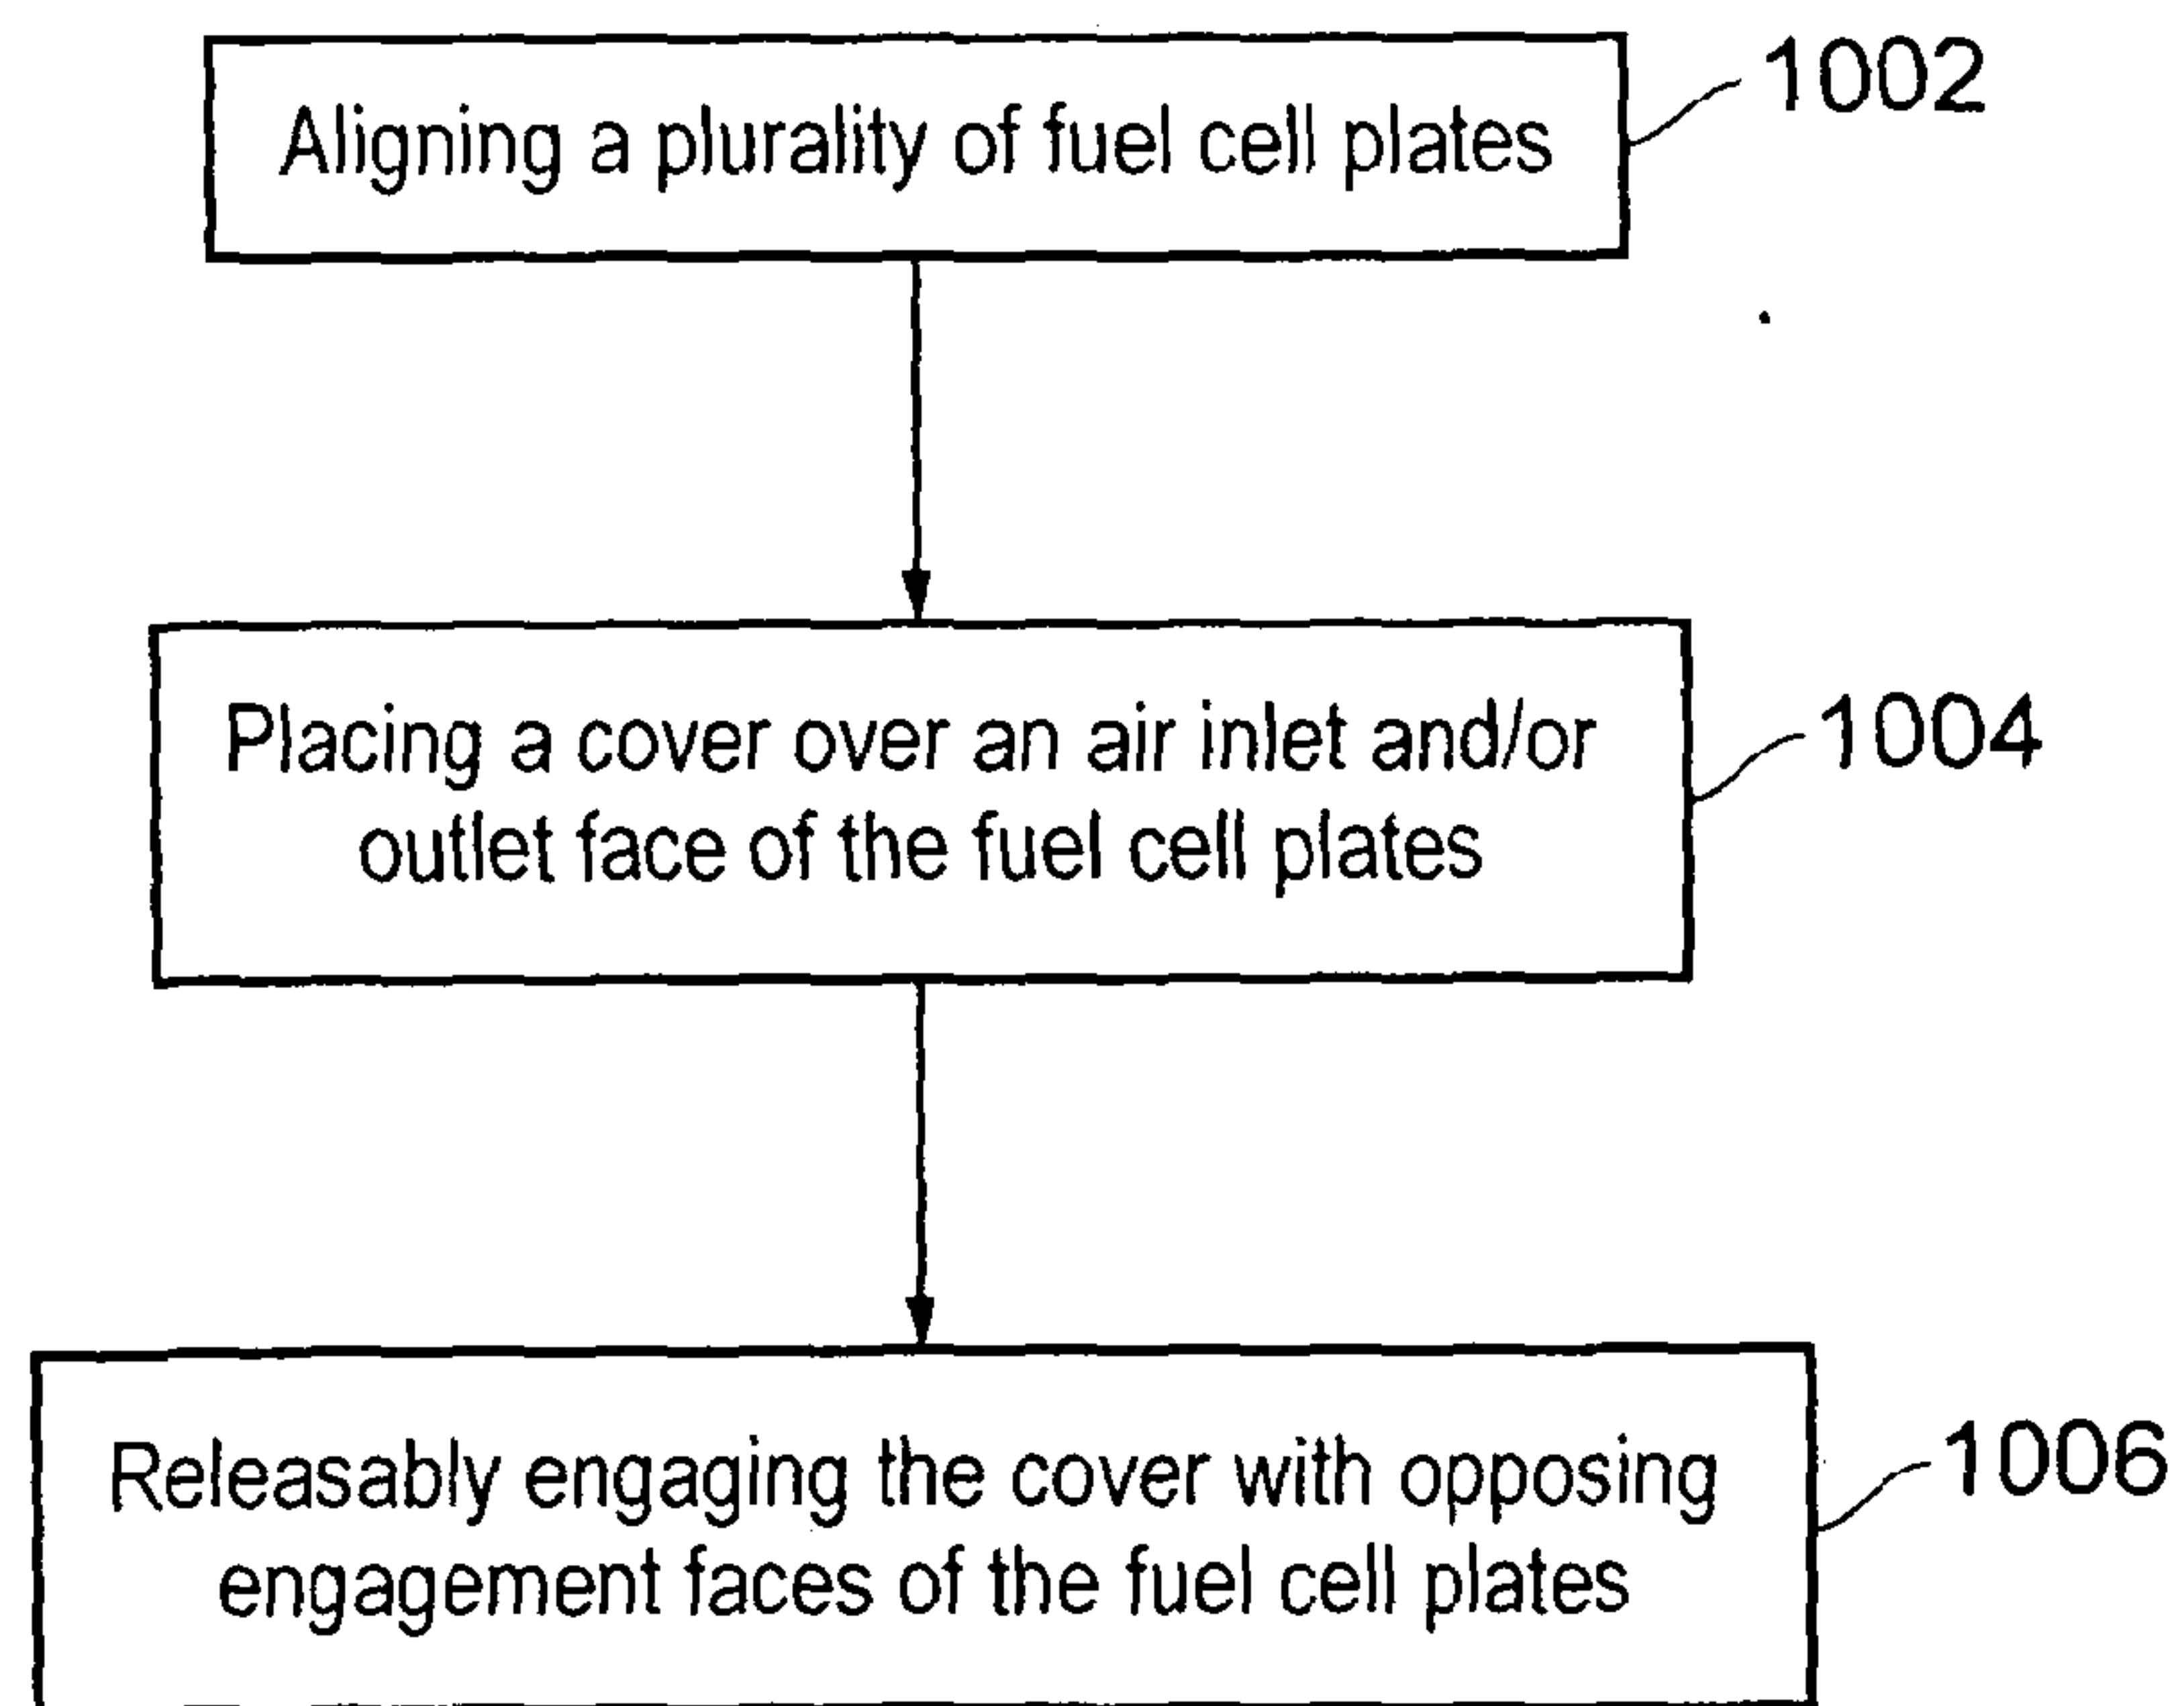 Aligning a plurality of fuel cell plates
1002
Placing a cover over an air inlet and/or
outlet face of the fuel cell plates
1004
Releasably engaging the cover with opposing
engagement faces of the fuel cell plates
1006